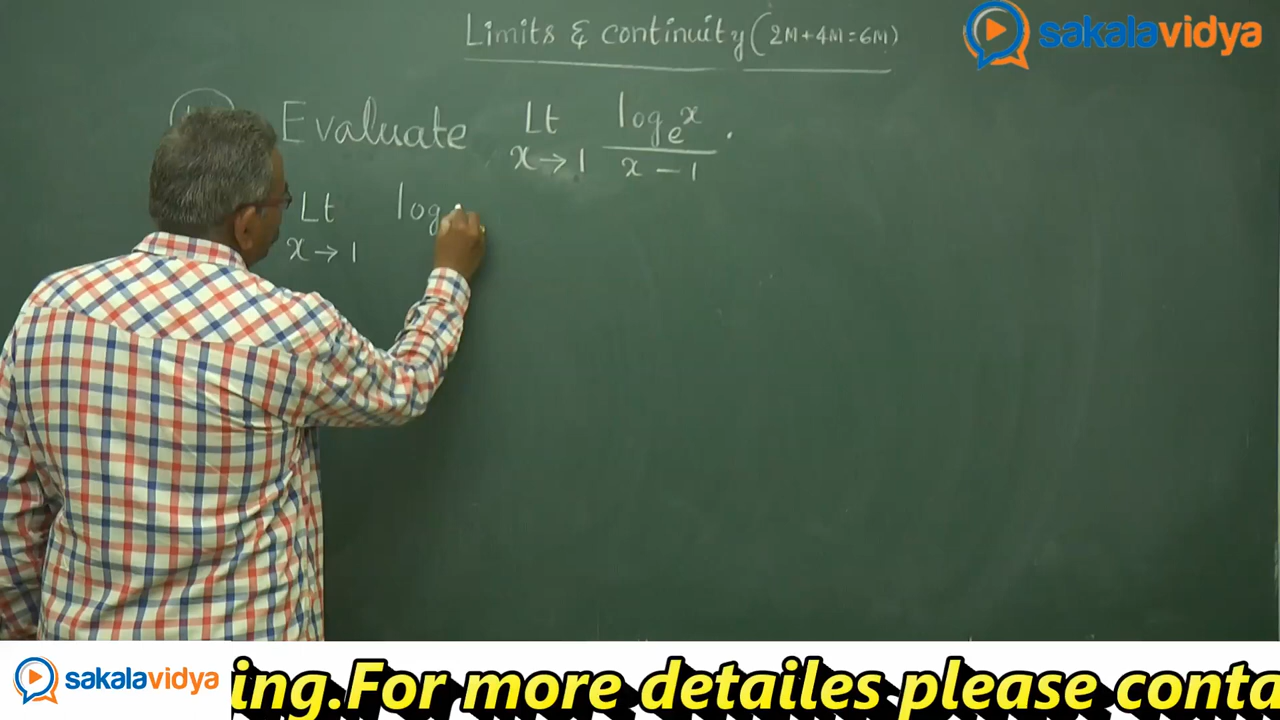 Limits & continuity (2M+4M=6M)
sakalavidya
Evaluate Lt x→1 logₑx / x − 1 .
Lt x→1 log
sakalavidya
ing.For more detailes please conta